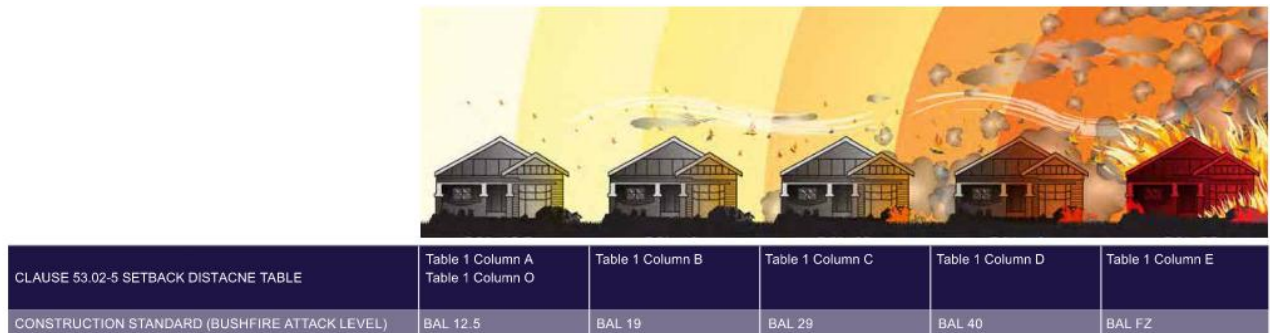 CLAUSE 53.02-5 SETBACK DISTACNE TABLE
Table 1 Column A
Table 1 Column O
Table 1 Column B
Table 1 Column C
Table 1 Column D
Table 1 Column E
CONSTRUCTION STANDARD (BUSHFIRE ATTACK LEVEL)
BAL 12.5
BAL 19
BAL 29
BAL 40
BAL FZ